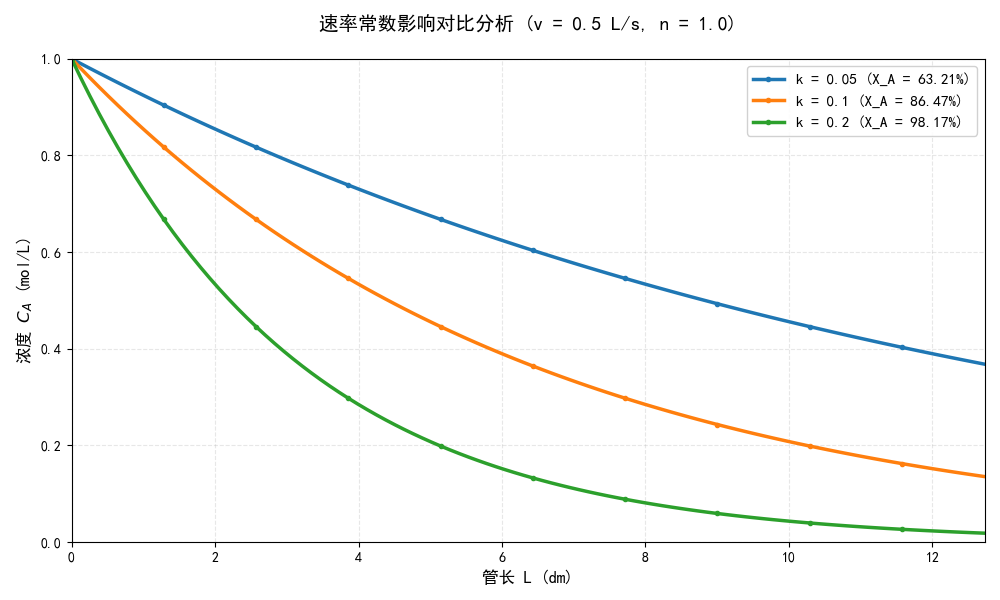 速率常数影响对比分析 (v = 0.5 L/s, n = 1.0)
k = 0.05 (X_A = 63.21%)
k = 0.1 (X_A = 86.47%)
k = 0.2 (X_A = 98.17%)
浓度 C_A (mol/L)
1.0
0.8
0.6
0.4
0.2
0.0
0 2 4 6 8 10 12
管长 L (dm)